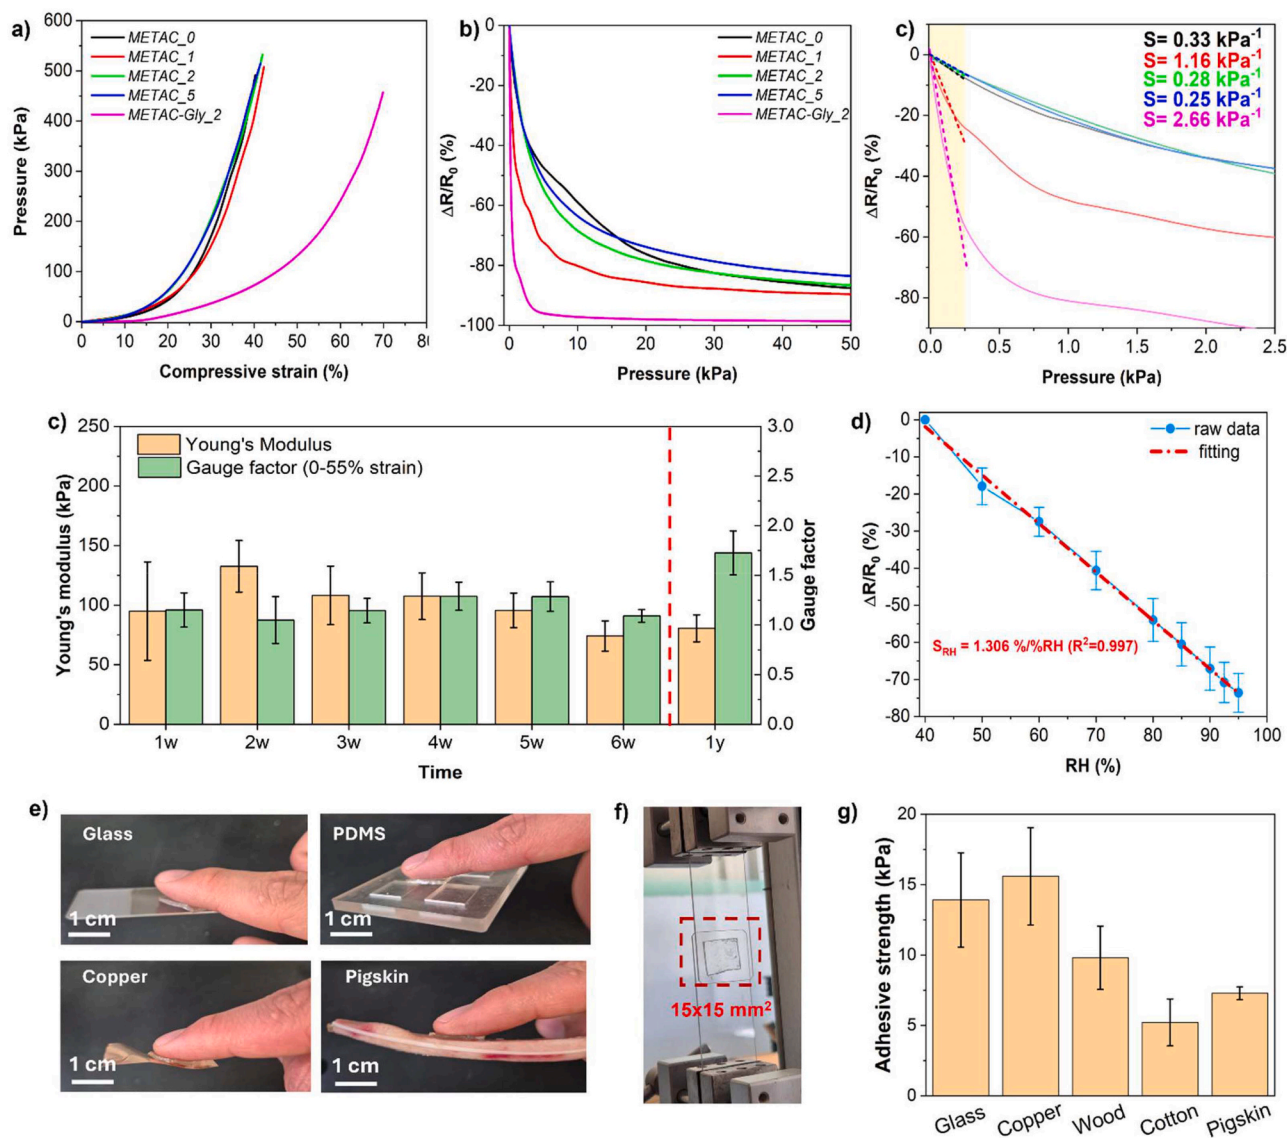 a)
600
500
400
300
200
100
0
Pressure (kPa)
METAC_0
METAC_1
METAC_2
METAC_5
METAC-Gly_2
0 10 20 30 40 50 60 70 80
Compressive strain (%)
b)
0
-20
-40
-60
-80
-100
ΔR/R0 (%)
METAC_0
METAC_1
METAC_2
METAC_5
METAC-Gly_2
0 10 20 30 40 50
Pressure (kPa)
c)
0
-20
-40
-60
-80
ΔR/R0 (%)
S= 0.33 kPa-1
S= 1.16 kPa-1
S= 0.28 kPa-1
S= 0.25 kPa-1
S= 2.66 kPa-1
0.0 0.5 1.0 1.5 2.0 2.5
Pressure (kPa)
c)
250
200
150
100
50
0
Young's modulus (kPa)
Young's Modulus
Gauge factor (0-55% strain)
3.0
2.5
2.0
1.5
1.0
0.5
0.0
Gauge factor
1w 2w 3w 4w 5w 6w 1y
Time
d)
0
-10
-20
-30
-40
-50
-60
-70
-80
ΔR/R0 (%)
raw data
fitting
SRH = 1.306 %/%RH (R2=0.997)
40 50 60 70 80 90 100
RH (%)
e)
Glass
1 cm
PDMS
1 cm
Copper
1 cm
Pigskin
1 cm
f)
15x15 mm2
g)
20
15
10
5
0
Adhesive strength (kPa)
Glass Copper Wood Cotton Pigskin